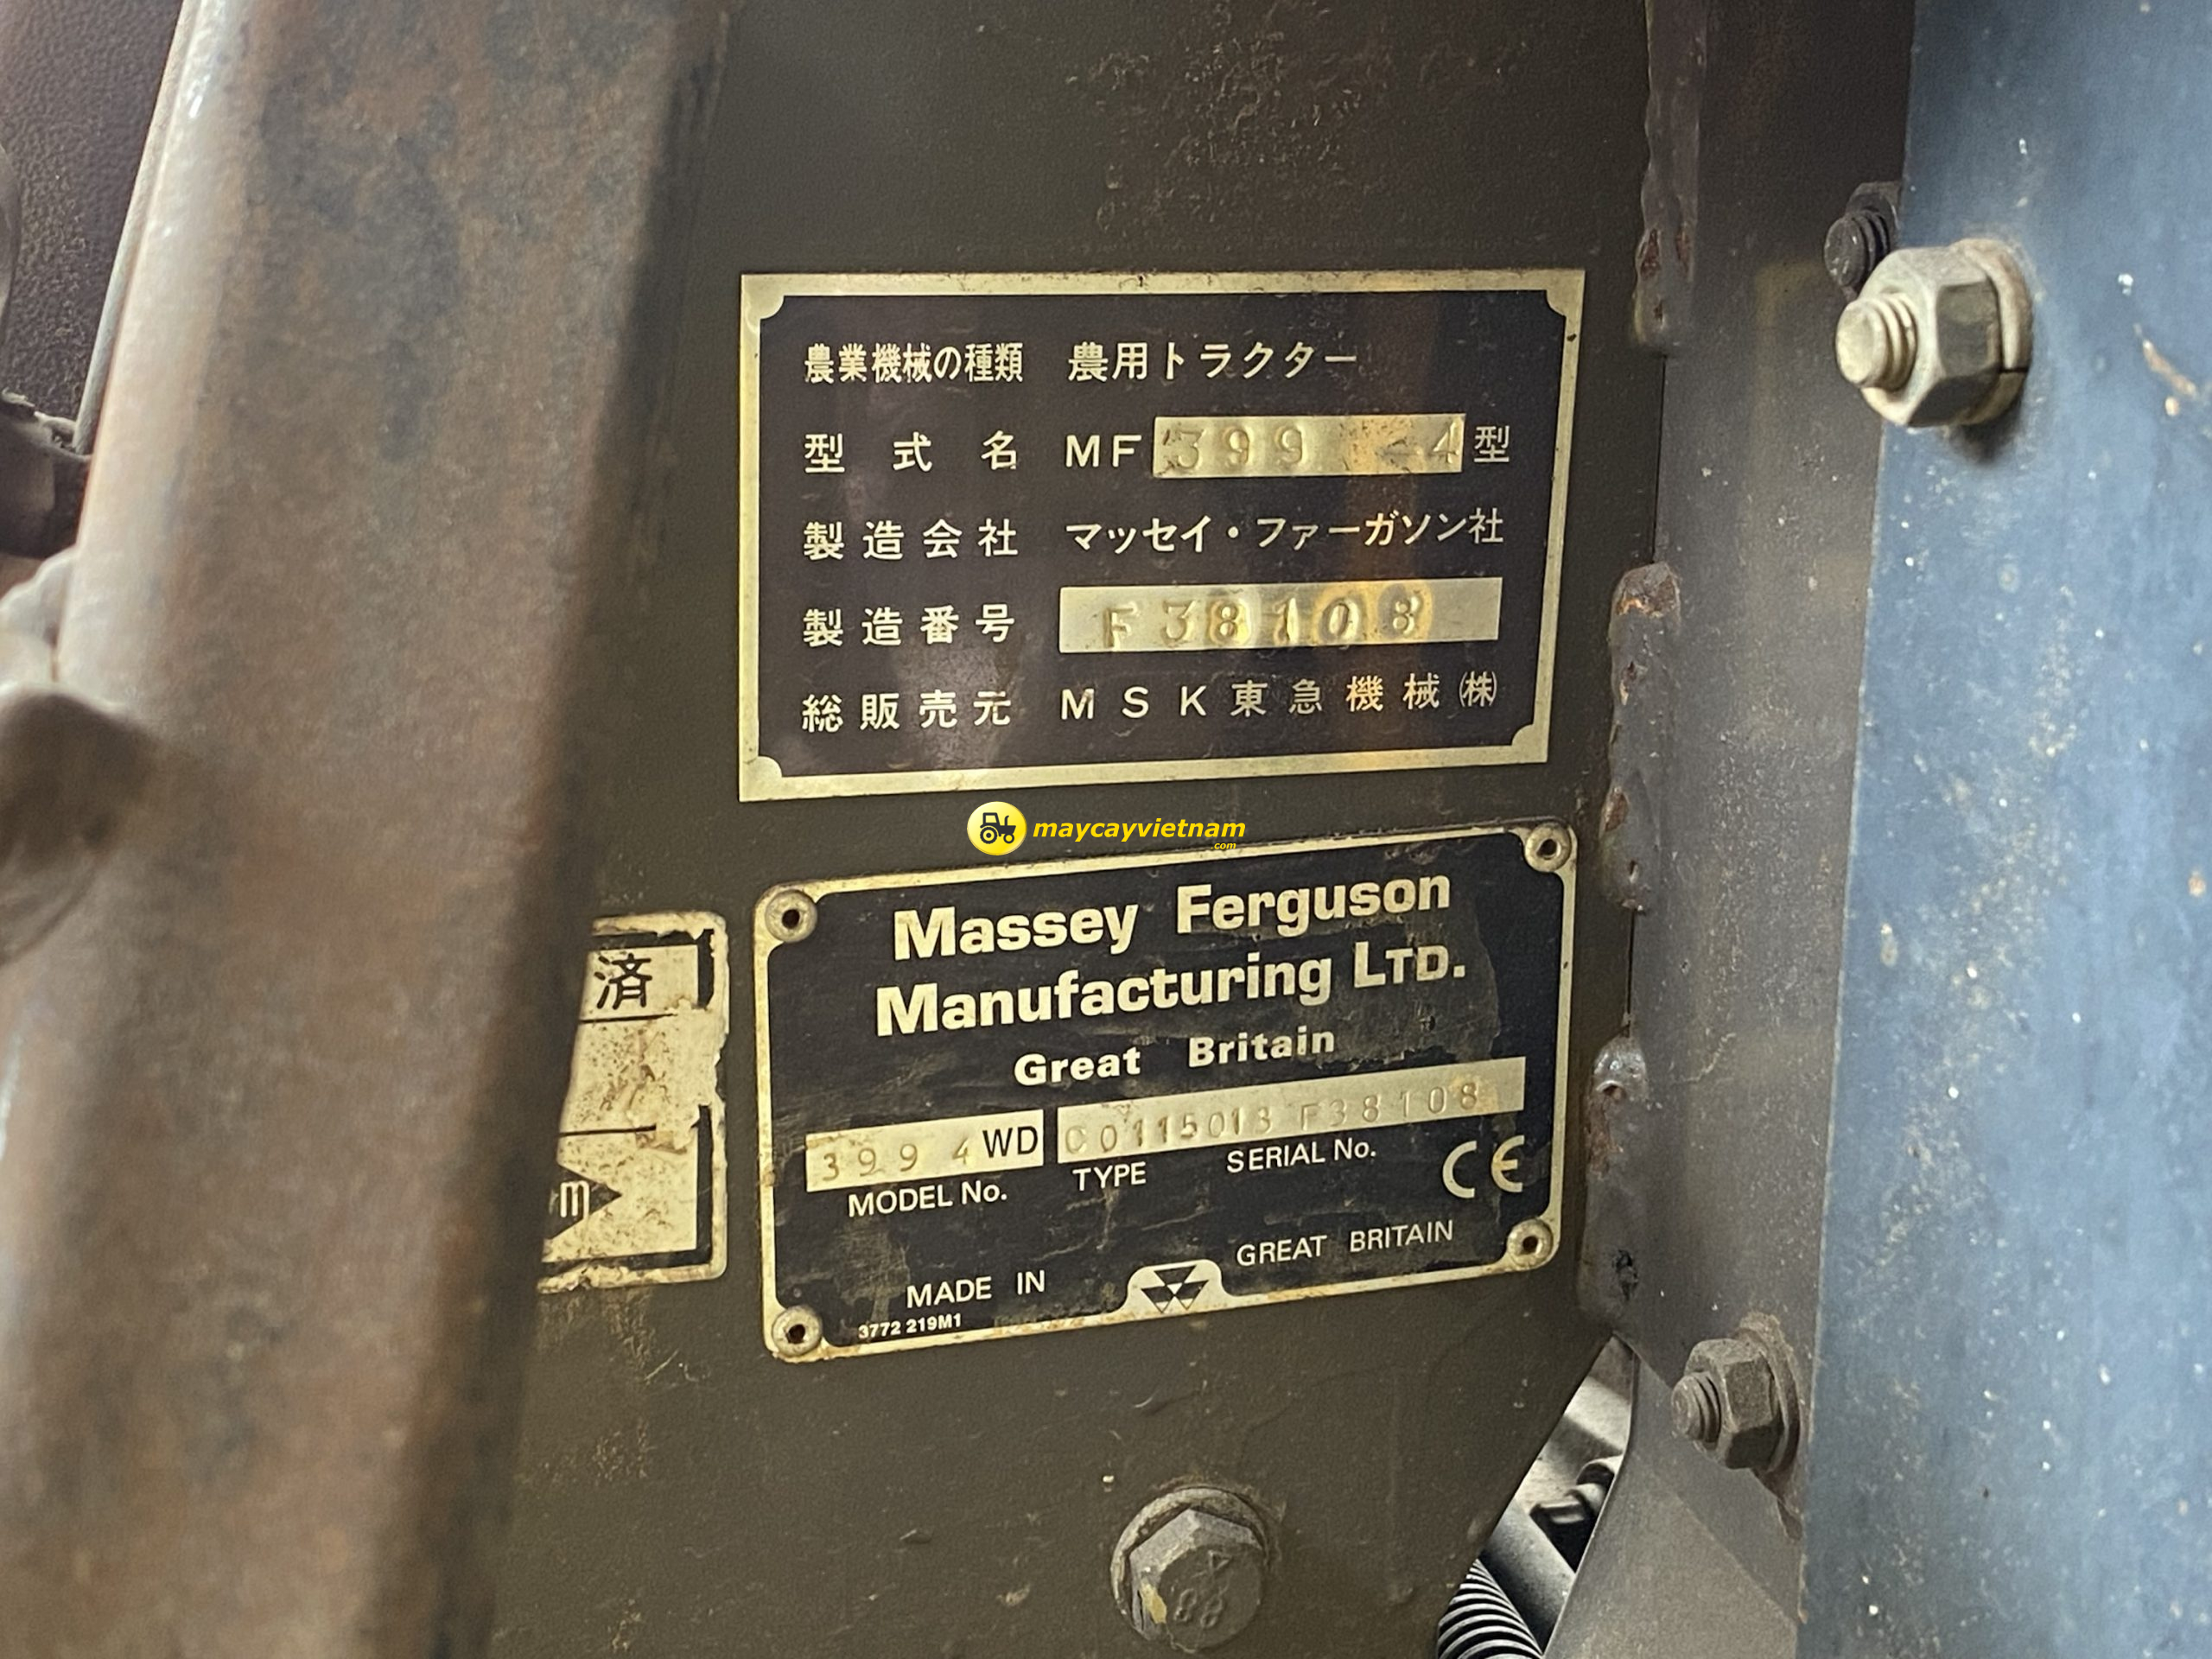 農業機械の種類 農用トラクター
型式名 MF 399 -4 型
製造会社 マッセイ・ファーガソン社
製造番号 F38108
総販売元 MSK東急機械㈱
maycayvietnam
.com
Massey Ferguson
Manufacturing LTD.
Great Britain
399 4WD C0115013 F38108
MODEL No. TYPE SERIAL No.
CE
MADE IN GREAT BRITAIN
3772 219M1
済
m
88